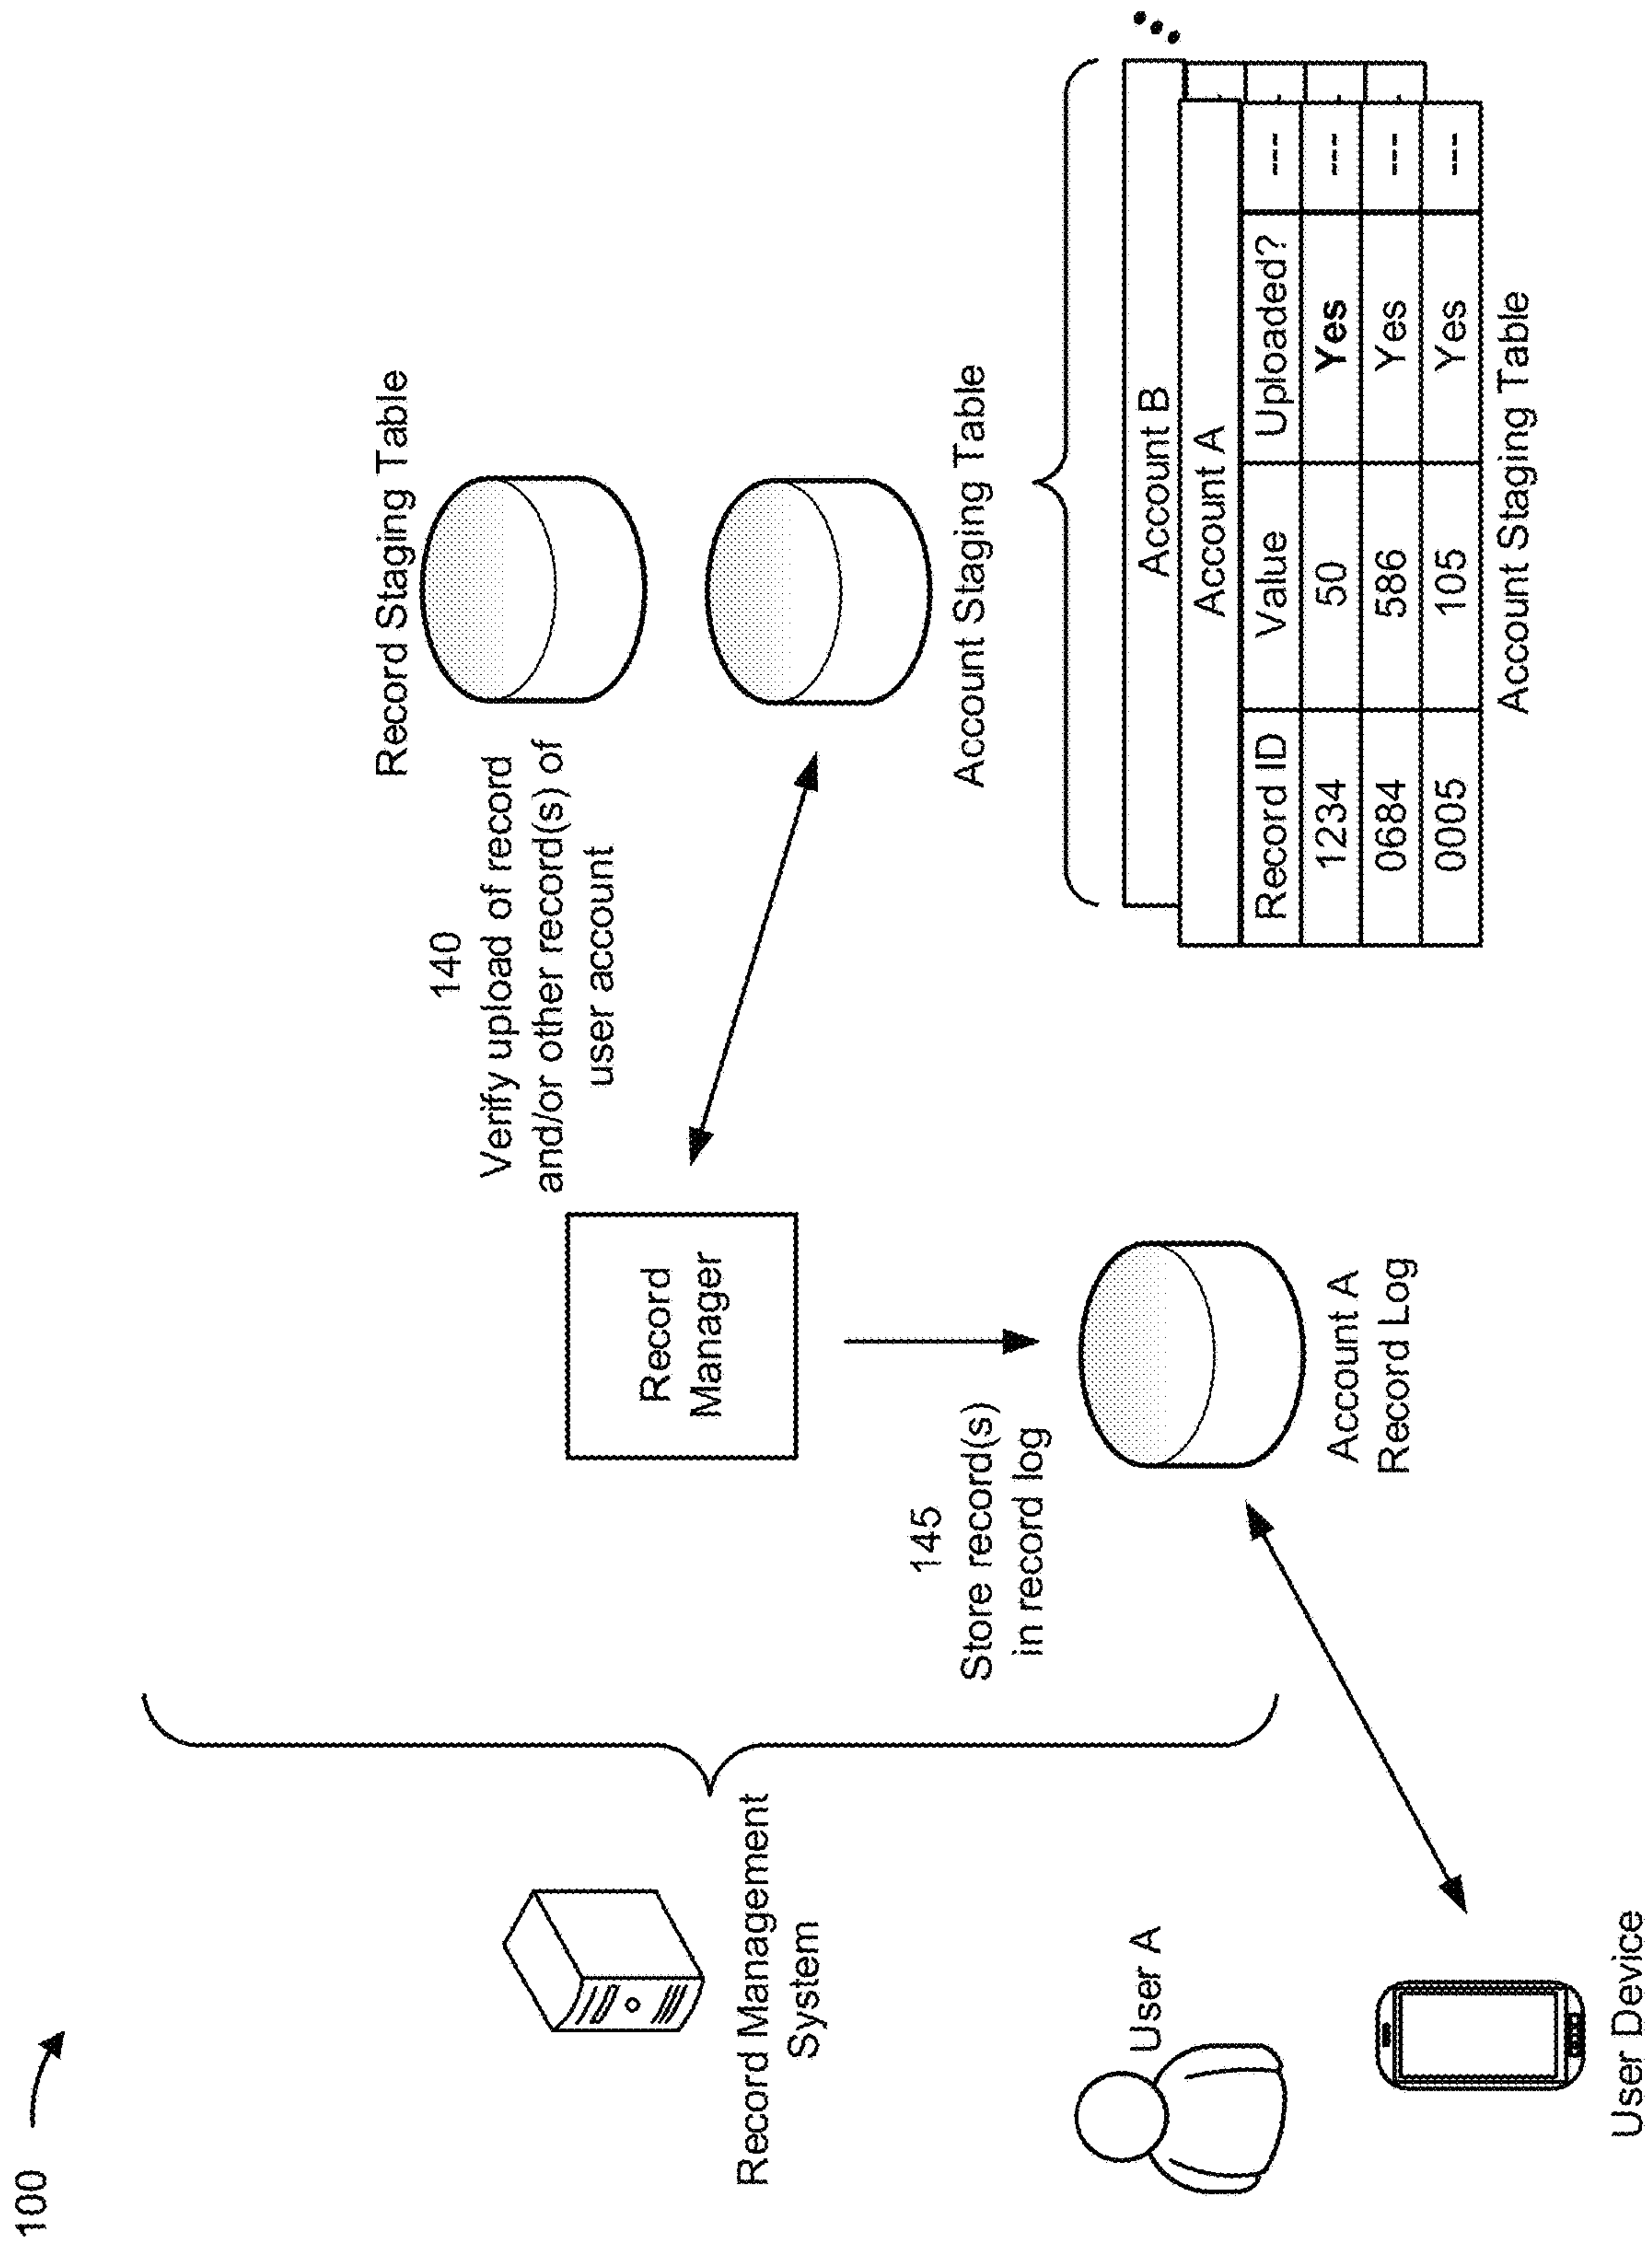 100
Record Management
System
User A
User Device
140
Verify upload of record
and/or other record(s) of
user account
Record
Manager
145
Store record(s)
in record log
Account A
Record Log
Record Staging Table
Account Staging Table
Account B
Account A
Record ID Value Uploaded? ---
1234 50 Yes ---
0684 586 Yes ---
0005 105 Yes ---
Account Staging Table